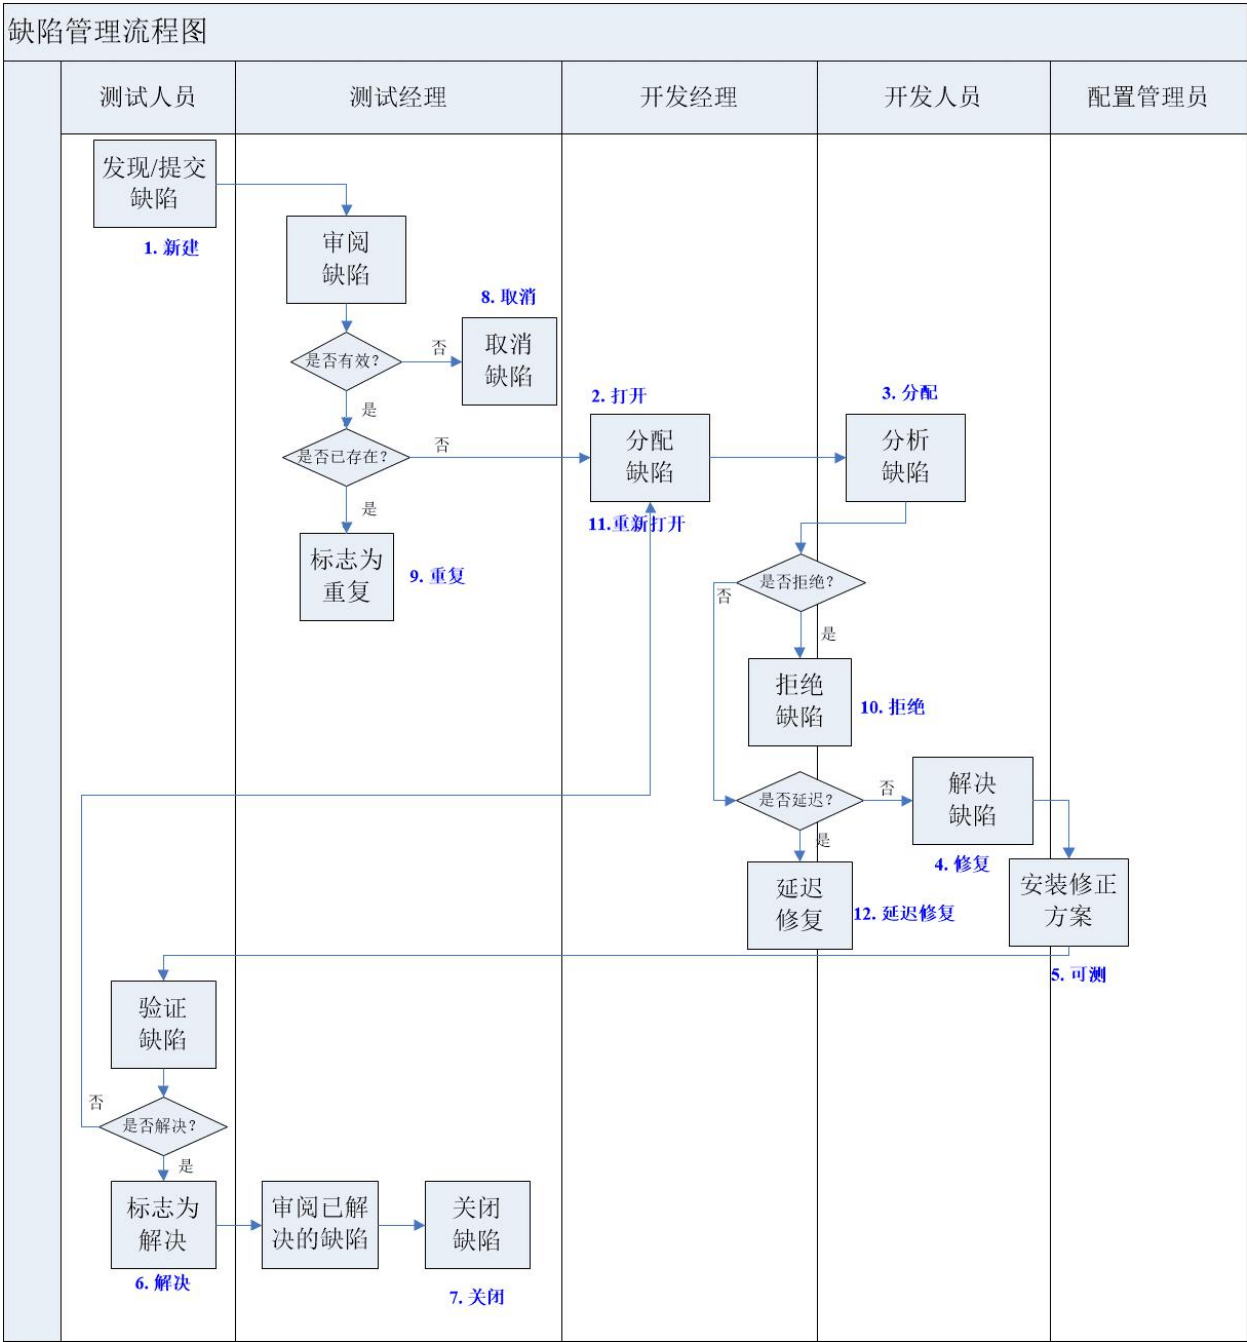 缺陷管理流程图
测试人员
测试经理
开发经理
开发人员
配置管理员
发现/提交
缺陷
1. 新建
审阅
缺陷
8. 取消
是否有效？
否
取消
缺陷
是
2. 打开
3. 分配
是否已存在？
否
分配
缺陷
分析
缺陷
是
11.重新打开
标志为
重复
9. 重复
是否拒绝？
否
是
拒绝
缺陷
10. 拒绝
是否延迟？
否
解决
缺陷
是
4. 修复
延迟
修复
12. 延迟修复
安装修正
方案
5. 可测
验证
缺陷
否
是否解决？
是
标志为
解决
审阅已解
决的缺陷
关闭
缺陷
6. 解决
7. 关闭